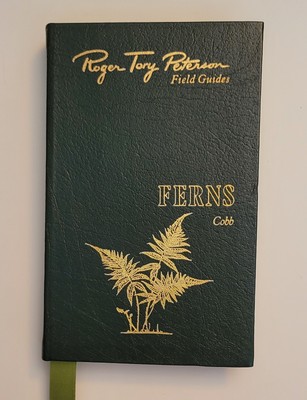 Roger Tory Peterson
Field Guides
FERNS
Cobb